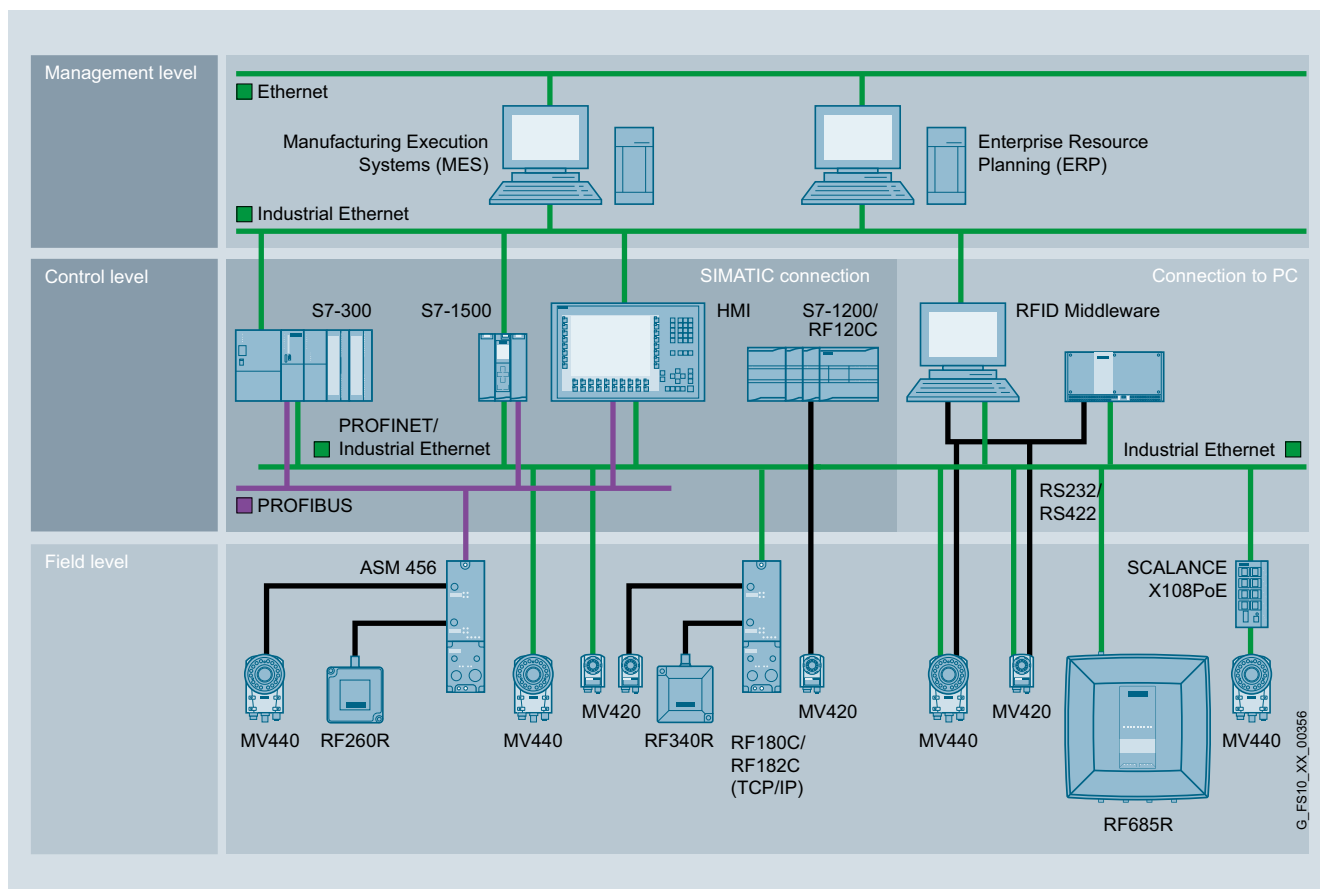 Management level
Ethernet
Manufacturing Execution
Systems (MES)
Enterprise Resource
Planning (ERP)
Industrial Ethernet
Control level
SIMATIC connection
Connection to PC
S7-300
S7-1500
HMI
S7-1200/
RF120C
RFID Middleware
PROFINET/
Industrial Ethernet
Industrial Ethernet
PROFIBUS
RS232/
RS422
Field level
ASM 456
SCALANCE
X108PoE
MV440
RF260R
MV440
MV420
RF340R
RF180C/
RF182C
(TCP/IP)
MV420
MV440
MV420
RF685R
MV440
G_FS10_XX_00356